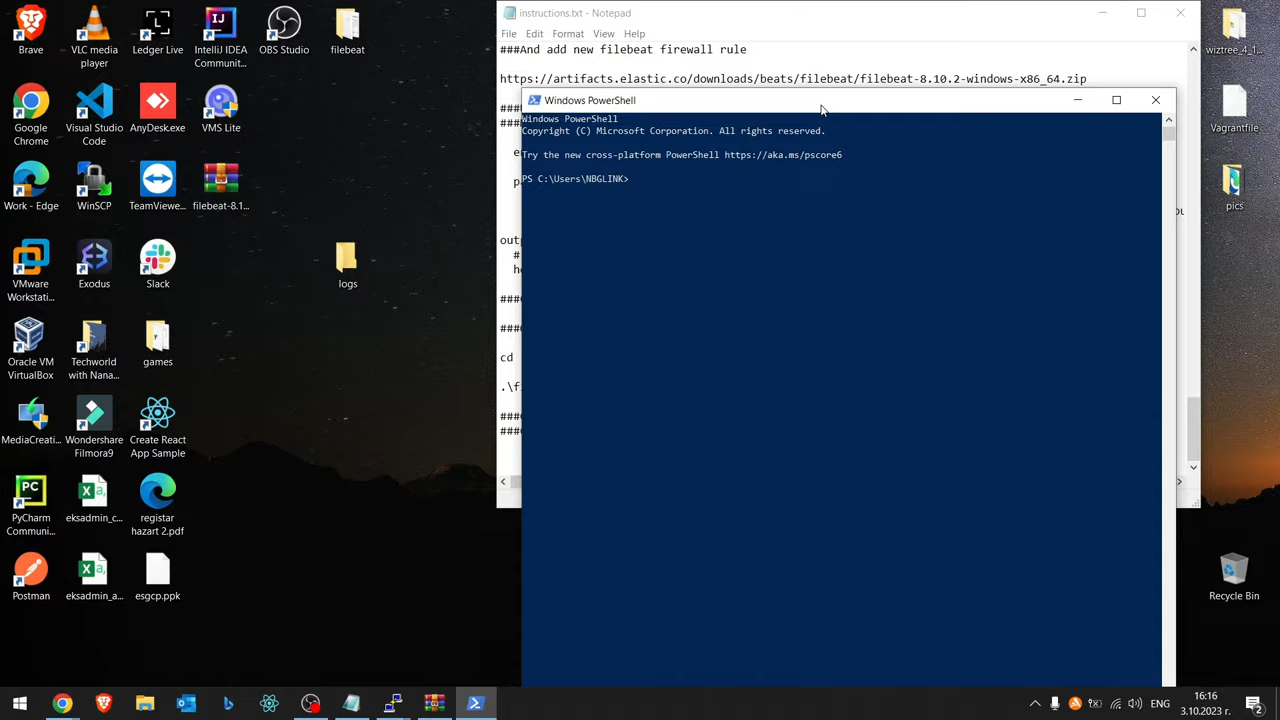 Brave
VLC media
player
Ledger Live
IntelliJ IDEA
Communit...
OBS Studio
filebeat
Google
Chrome
Visual Studio
Code
AnyDesk.exe
VMS Lite
Work - Edge
WinSCP
TeamViewe...
filebeat-8.1...
VMware
Workstati...
Exodus
Slack
logs
Oracle VM
VirtualBox
Techworld
with Nana...
games
MediaCreati...
Wondershare
Filmora9
Create React
App Sample
PyCharm
Communi...
eksadmin_c...
registar
hazart 2.pdf
Postman
eksadmin_a...
esgcp.ppk
instructions.txt - Notepad
File Edit Format View Help
###And add new filebeat firewall rule
https://artifacts.elastic.co/downloads/beats/filebeat/filebeat-8.10.2-windows-x86_64.zip
outp
#
###
cd
.\f
###
###
Windows PowerShell
Windows PowerShell
Copyright (C) Microsoft Corporation. All rights reserved.
Try the new cross-platform PowerShell https://aka.ms/pscore6
PS C:\Users\NBGLINK>
wiztree_4_1...
Vagrantfile
pics
Recycle Bin
ENG
16:16
3.10.2023 г.
2